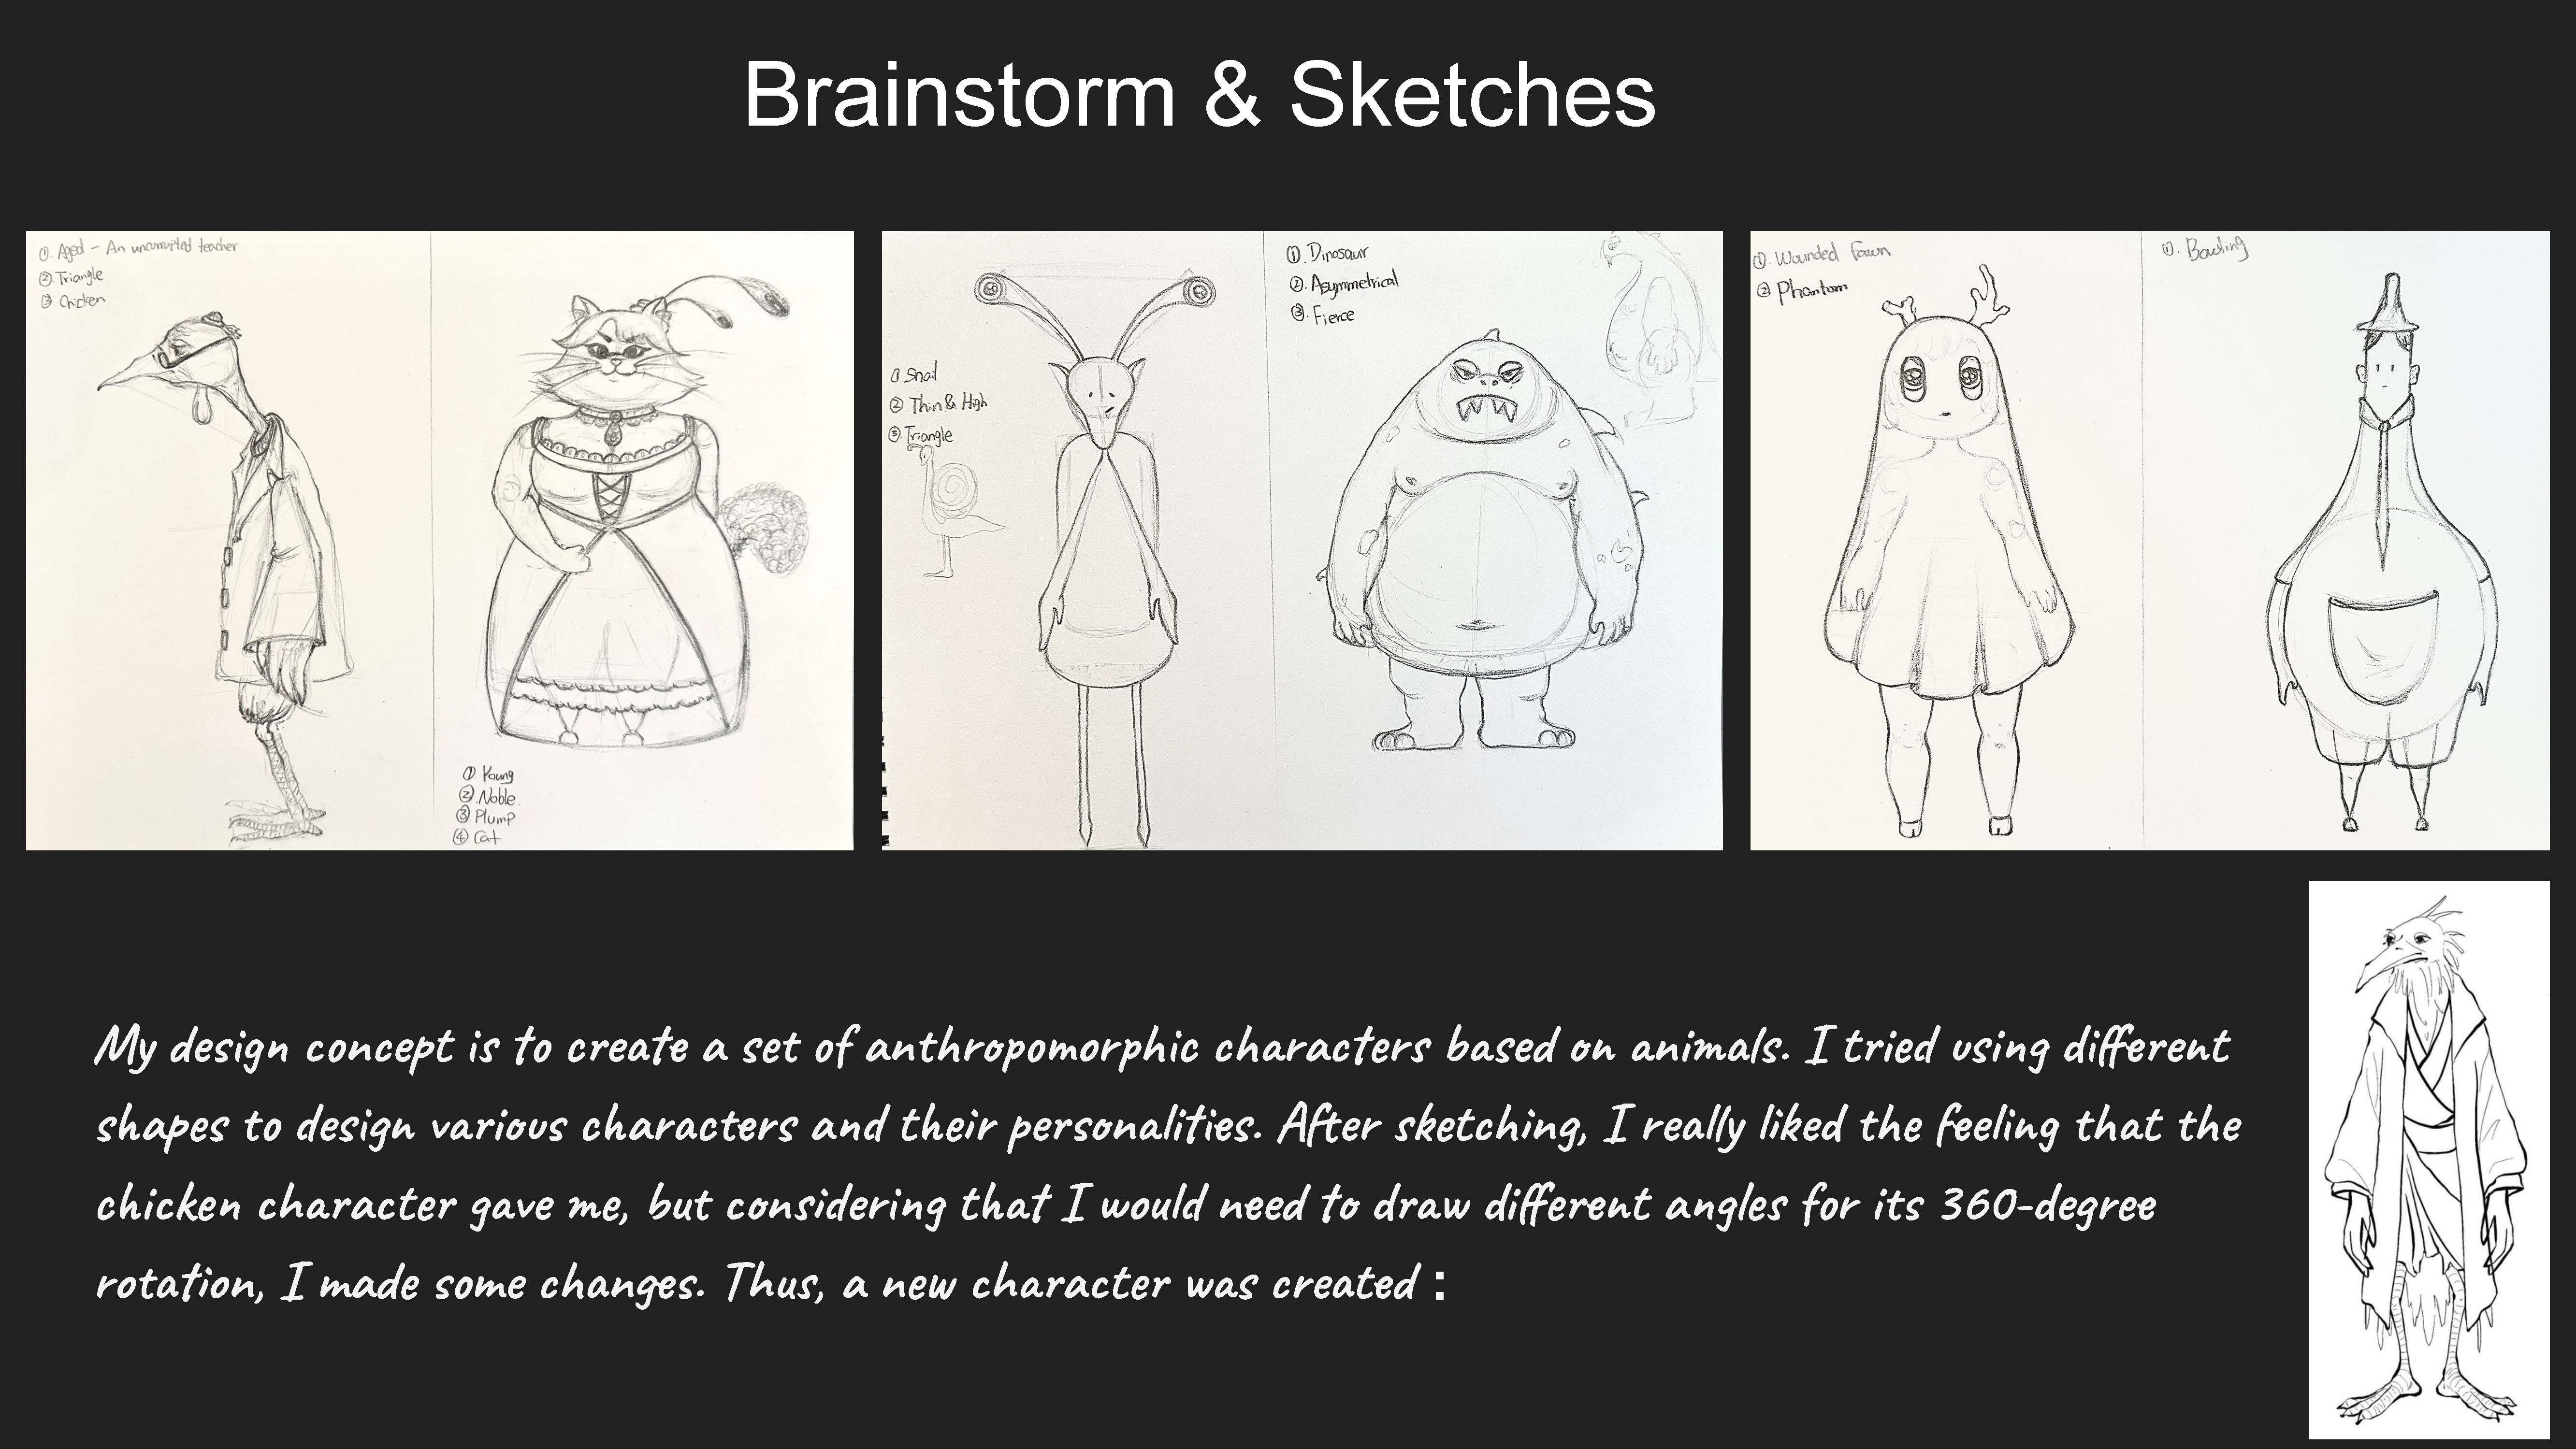 Brainstorm & Sketches
①. Aged - An uncorrupted teacher
② Triangle
③ Chicken
① Young
② Noble
③ Plump
④ Cat
① Snail
② Thin & High
③ Triangle
①. Dinosaur
②. Asymmetrical
③. Fierce
①. Wounded Fawn
② Phantom
①. Bowling
My design concept is to create a set of anthropomorphic characters based on animals. I tried using different
shapes to design various characters and their personalities. After sketching, I really liked the feeling that the
chicken character gave me, but considering that I would need to draw different angles for its 360-degree
rotation, I made some changes. Thus, a new character was created :